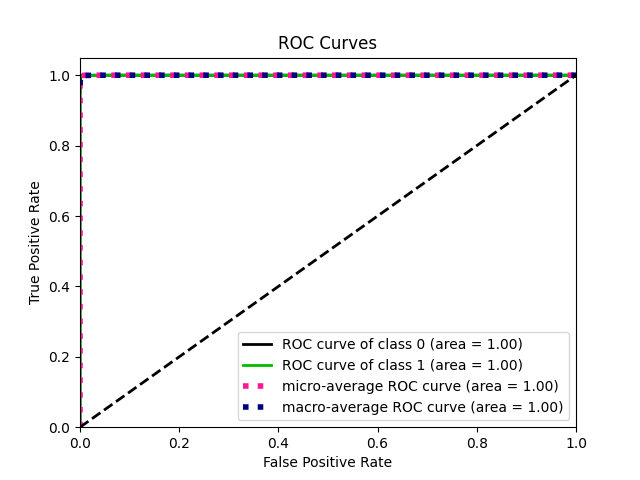 ROC Curves
True Positive Rate
1.0
0.8
0.6
0.4
0.2
0.0
ROC curve of class 0 (area = 1.00)
ROC curve of class 1 (area = 1.00)
micro-average ROC curve (area = 1.00)
macro-average ROC curve (area = 1.00)
0.0 0.2 0.4 0.6 0.8 1.0
False Positive Rate